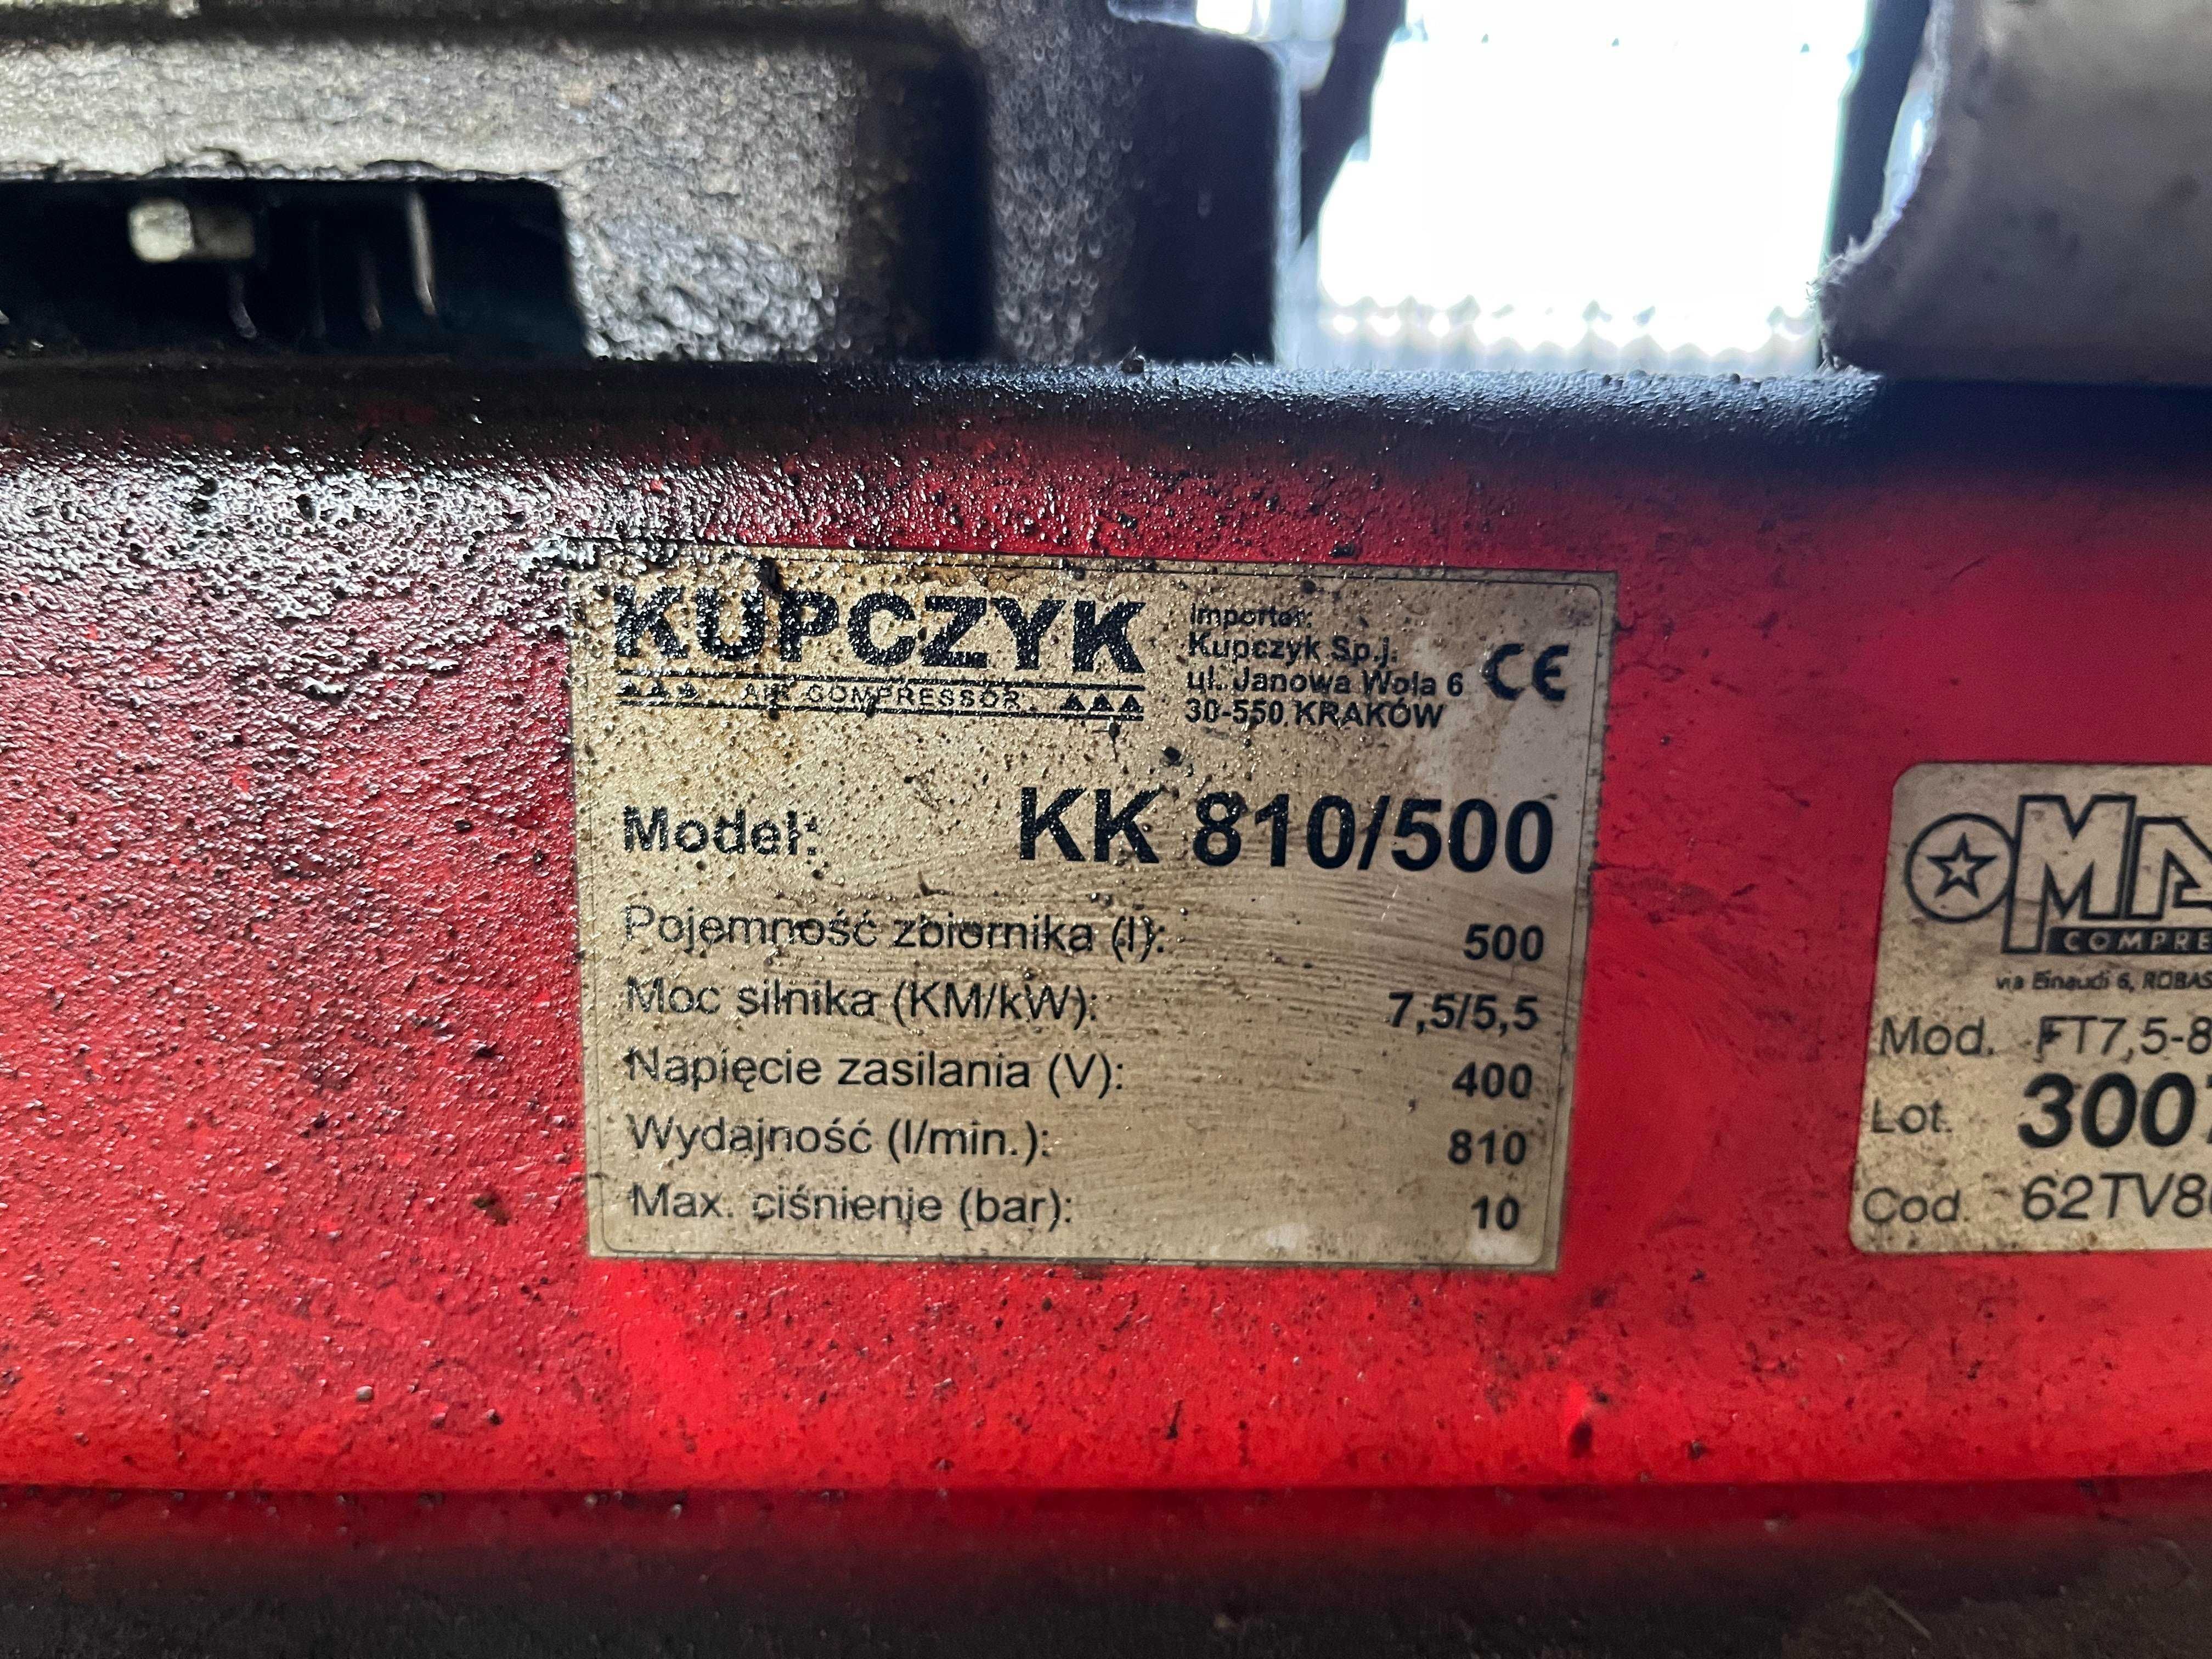 KUPCZYK
AIR COMPRESSOR
Importer:
Kupczyk Sp.j.
ul. Janowa Wola 6
30-550 KRAKÓW
CE
Model: KK 810/500
Pojemność zbiornika (l): 500
Moc silnika (KM/kW): 7,5/5,5
Napięcie zasilania (V): 400
Wydajność (l/min.): 810
Max. ciśnienie (bar): 10
via Einaudi 6,
Mod. FT7,5-8
Lot. 300
Cod. 62TV8